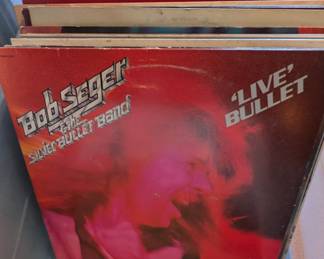 Bob Seger
& the
Silver Bullet Band
'LIVE'
BULLET